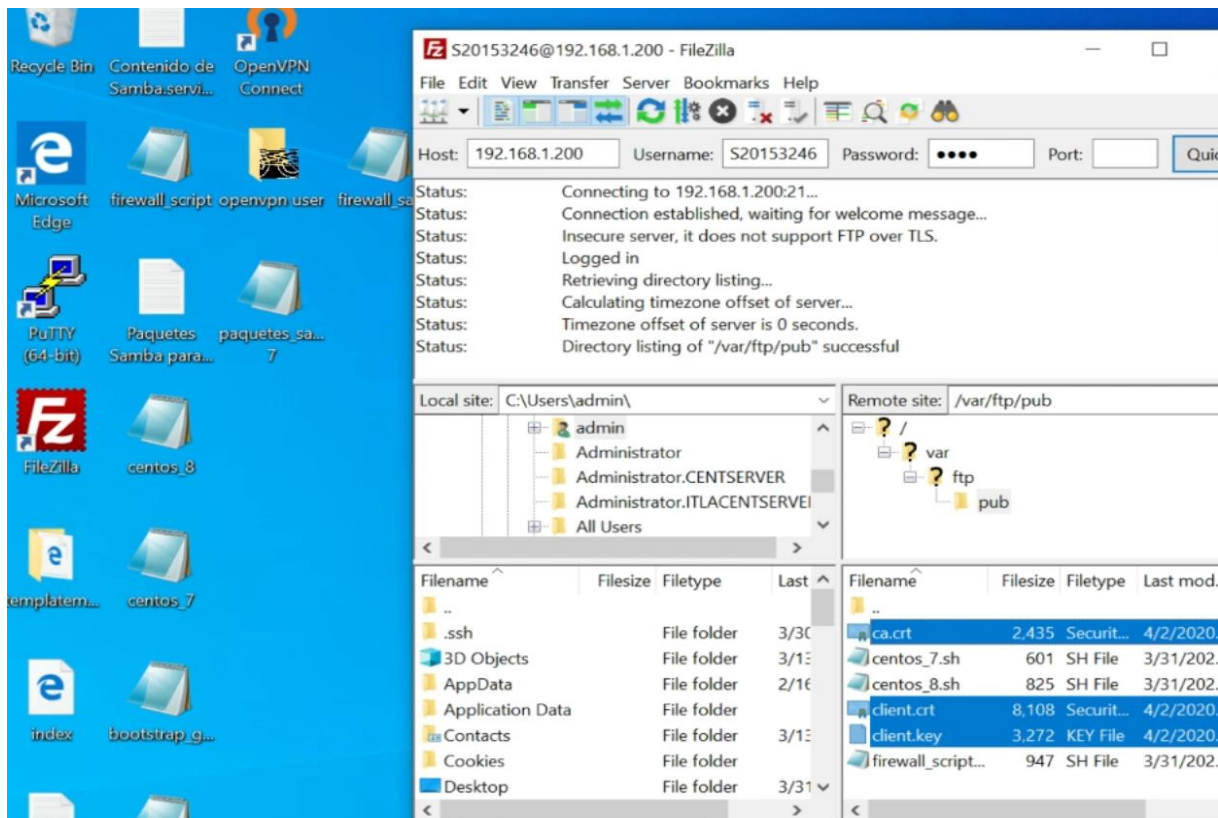 Recycle Bin
Contenido de
Samba.servi...
OpenVPN
Connect
Microsoft
Edge
firewall_script
openvpn user
firewall_sa
PuTTY
(64-bit)
Paquetes
Samba para...
paquetes_sa...
7
FileZilla
centos_8
templatem...
centos_7
index
bootstrap_g...
S20153246@192.168.1.200 - FileZilla
File Edit View Transfer Server Bookmarks Help
Host: 192.168.1.200 Username: S20153246 Password: •••• Port: Quic
Status: Connecting to 192.168.1.200:21...
Status: Connection established, waiting for welcome message...
Status: Insecure server, it does not support FTP over TLS.
Status: Logged in
Status: Retrieving directory listing...
Status: Calculating timezone offset of server...
Status: Timezone offset of server is 0 seconds.
Status: Directory listing of "/var/ftp/pub" successful
Local site: C:\Users\admin\
admin
Administrator
Administrator.CENTSERVER
Administrator.ITLACENTSERVE
All Users
Remote site: /var/ftp/pub
/
var
ftp
pub
Filename Filesize Filetype Last
..
.ssh File folder 3/30
3D Objects File folder 3/13
AppData File folder 2/16
Application Data File folder
Contacts File folder 3/13
Cookies File folder
Desktop File folder 3/31
Filename Filesize Filetype Last mod.
..
ca.crt 2,435 Securit... 4/2/2020.
centos_7.sh 601 SH File 3/31/202.
centos_8.sh 825 SH File 3/31/202.
client.crt 8,108 Securit... 4/2/2020.
client.key 3,272 KEY File 4/2/2020.
firewall_script... 947 SH File 3/31/202.